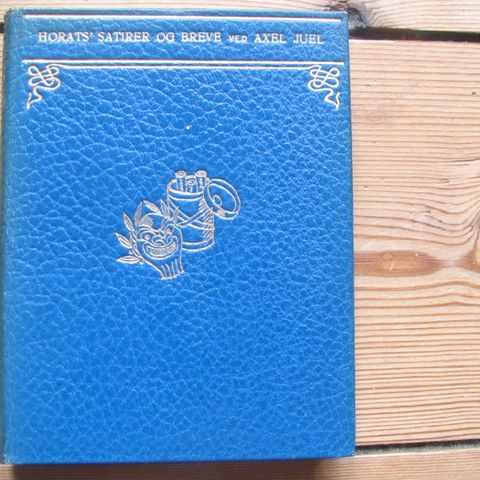 HORATS' SATIRER OG BREVE VED AXEL JUEL